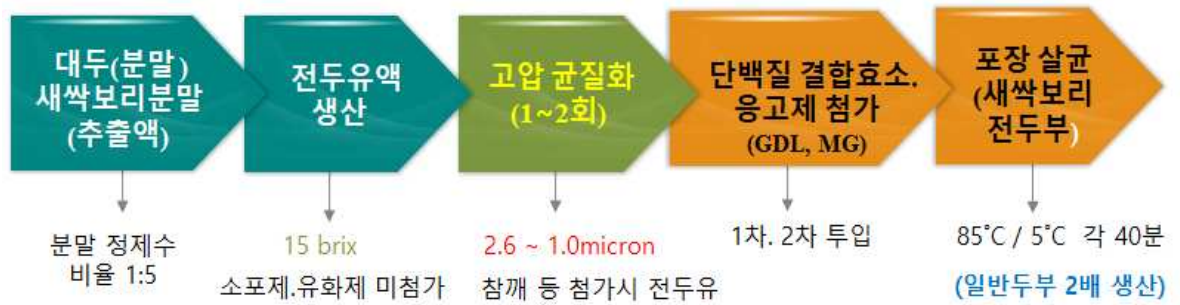 대두(분말)
새싹보리분말
(추출액)
전두유액
생산
고압 균질화
(1~2회)
단백질 결합효소.
응고제 첨가
(GDL, MG)
포장 살균
(새싹보리
전두부)
분말 정제수
비율 1:5
15 brix
소포제.유화제 미첨가
2.6 ~ 1.0micron
참깨 등 첨가시 전두유
1차. 2차 투입
85˚C / 5˚C 각 40분
(일반두부 2배 생산)